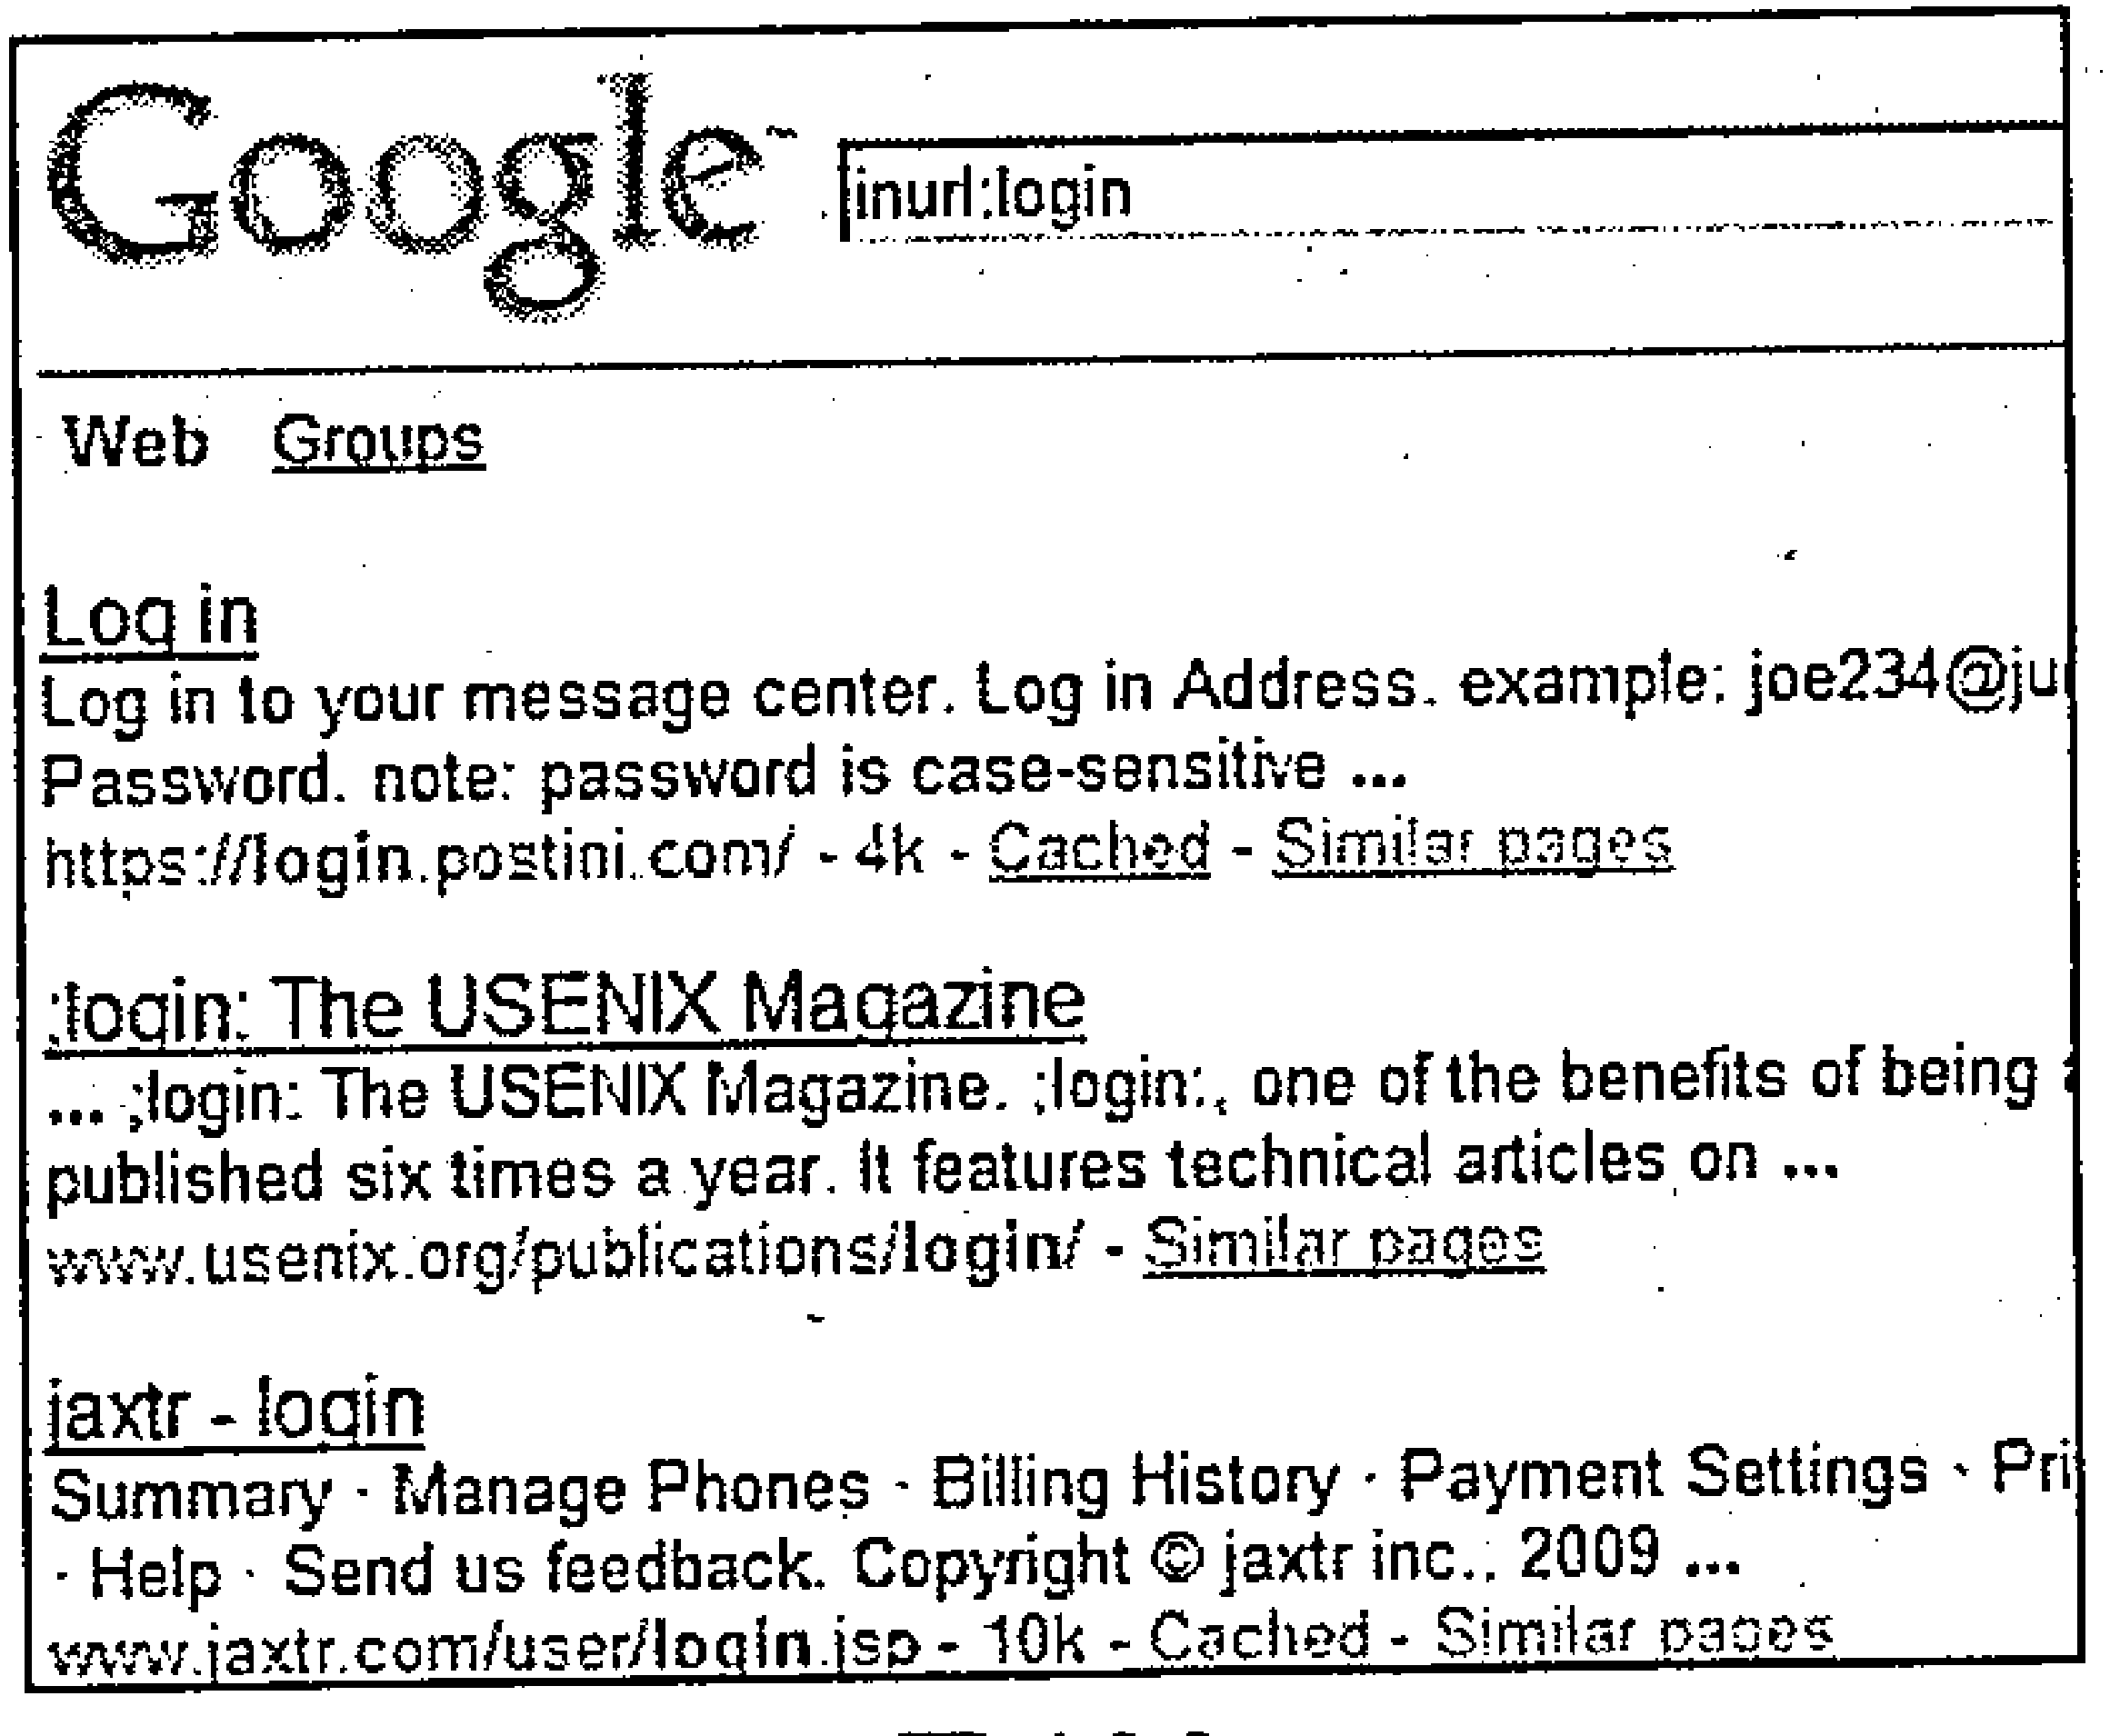 Google
inurl:login
Web Groups
Log in
Log in to your message center. Log in Address. example:
Password. note: password is case-sensitive ...
https://login.postini.com/ - 4k - Cached - Similar pages
;login: The USENIX Magazine
... ;login: The USENIX Magazine. ;login:, one of the benefits of being
published six times a year. It features technical articles on ...
www.usenix.org/publications/login/ - Similar pages
jaxtr - login
Summary · Manage Phones · Billing History · Payment Settings ·
· Help · Send us feedback. Copyright © jaxtr inc., 2009 ...
www.jaxtr.com/user/login.jsp - 10k - Cached - Similar pages